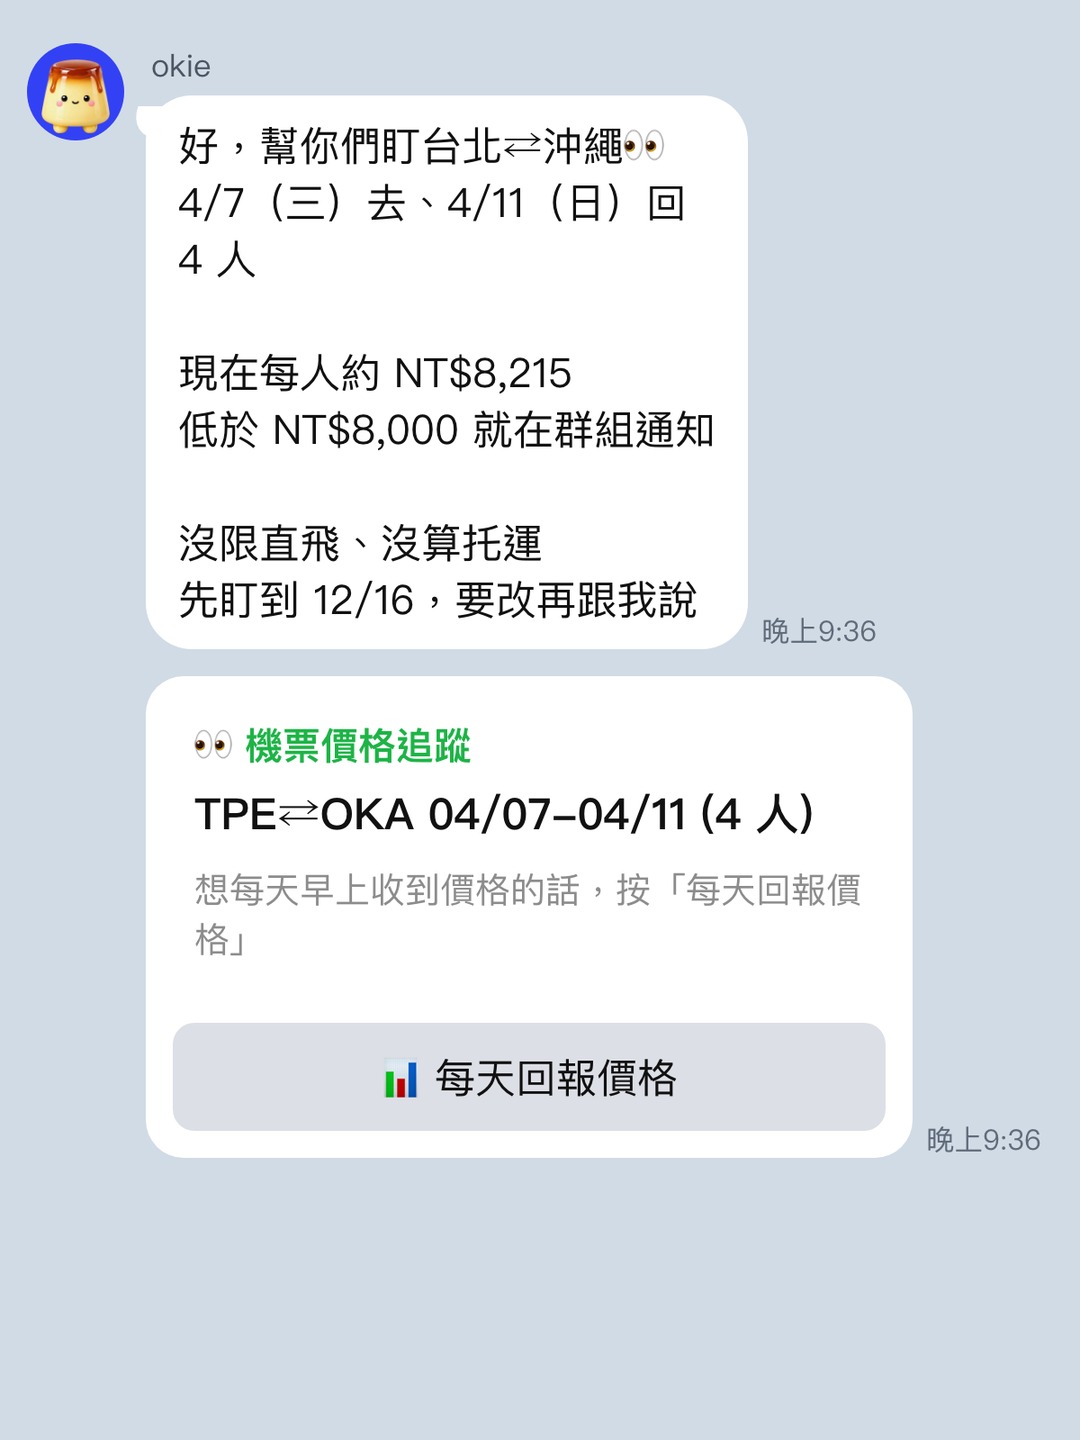 okie
好，幫你們盯台北⇌沖繩👀
4/7（三）去、4/11（日）回
4 人
現在每人約 NT$8,215
低於 NT$8,000 就在群組通知
沒限直飛、沒算托運
先盯到 12/16，要改再跟我說
晚上9:36
👀 機票價格追蹤
TPE⇌OKA 04/07–04/11 (4 人)
想每天早上收到價格的話，按「每天回報價
格」
📊 每天回報價格
晚上9:36